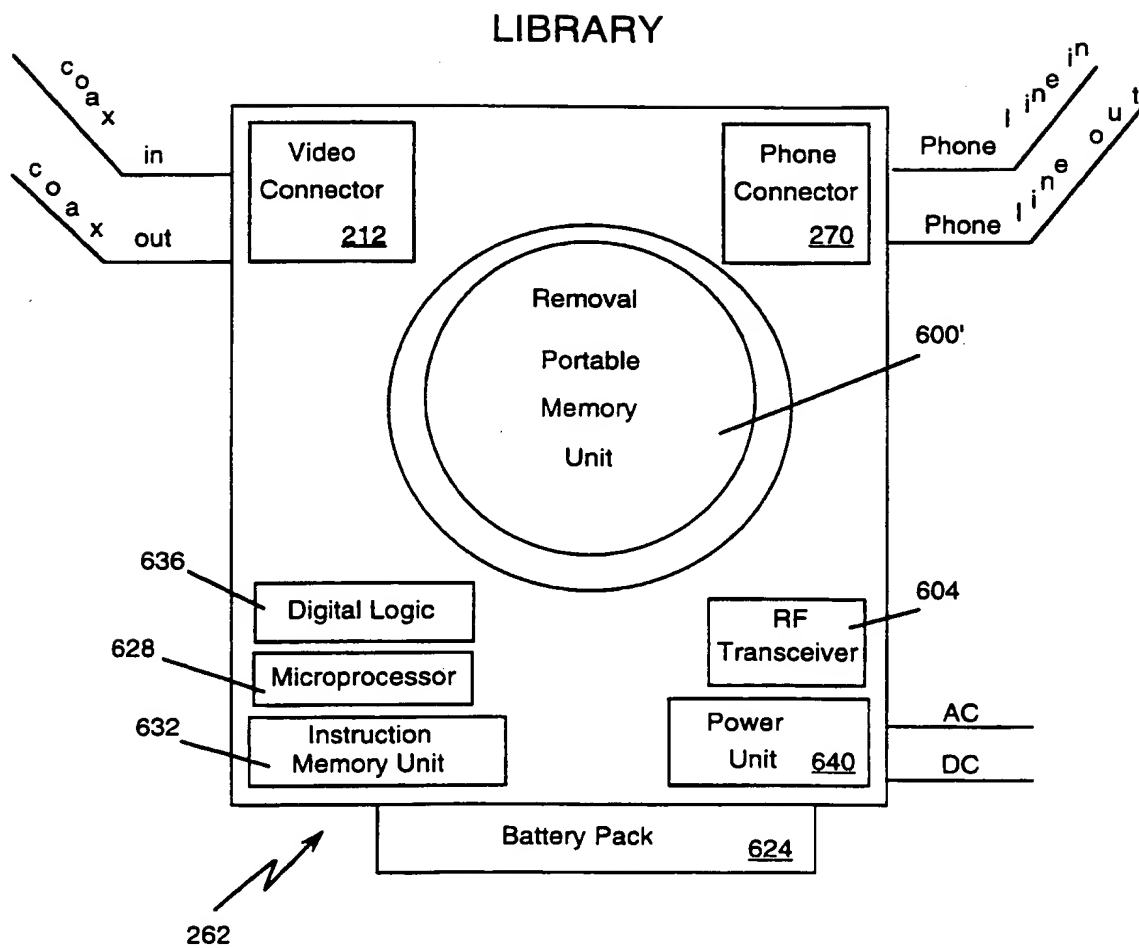 LIBRARY
coax in
coax out
Video
Connector
212
Phone
Connector
270
Phone line in
Phone line out
Removal
Portable
Memory
Unit
600'
636
Digital Logic
628
Microprocessor
632
Instruction
Memory Unit
604
RF
Transceiver
Power
Unit
640
AC
DC
Battery Pack
624
262